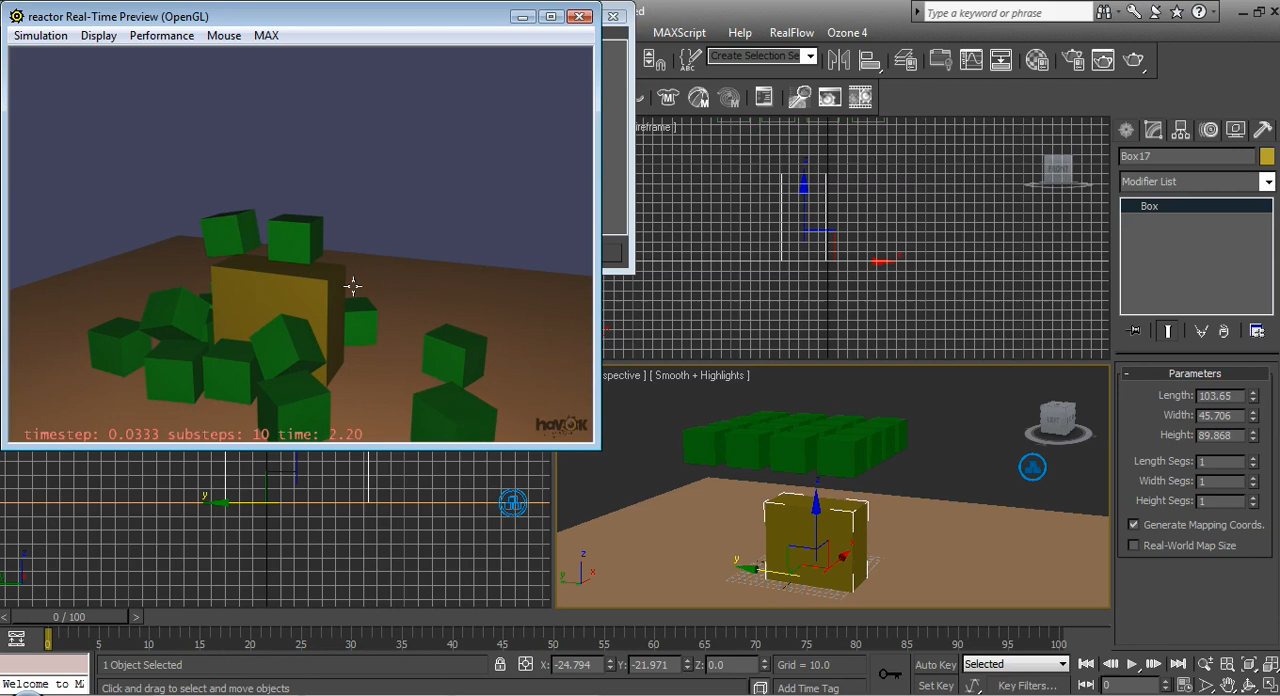 reactor Real-Time Preview (OpenGL)
Simulation Display Performance Mouse MAX
timestep: 0.0333 substeps: 10 time: 2.20
havok
Type a keyword or phrase
MAXScript Help RealFlow Ozone 4
Create Selection Se
ireframe ]
FRONT
spective ] [ Smooth + Highlights ]
LEFT
z
x
y
Box17
Modifier List
Box
Parameters
Length: 103.65
Width: 45.706
Height: 89.868
Length Segs: 1
Width Segs: 1
Height Segs: 1
Generate Mapping Coords.
Real-World Map Size
0 / 100
0 5 10 15 20 25 30 35 40 45 50 55 60 65 70 75 80 85 90 95 100
1 Object Selected
X: -24.794 Y: -21.971 Z: 0.0 Grid = 10.0
Auto Key Selected
Welcome to M
Click and drag to select and move objects
Add Time Tag
Set Key Key Filters... 0